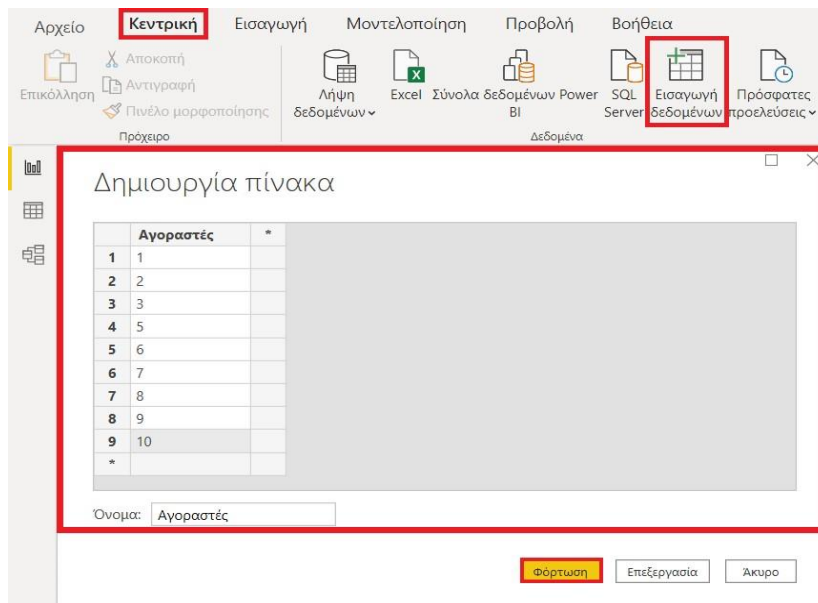 Αρχείο Κεντρική Εισαγωγή Μοντελοποίηση Προβολή Βοήθεια
Επικόλληση
Αποκοπή
Αντιγραφή
Πινέλο μορφοποίησης
Πρόχειρο
Λήψη δεδομένων
Excel
Σύνολα δεδομένων Power BI
SQL Server
Εισαγωγή δεδομένων
Πρόσφατες προελεύσεις
Δεδομένα
Δημιουργία πίνακα
Αγοραστές *
1 1
2 2
3 3
4 5
5 6
6 7
7 8
8 9
9 10
*
Όνομα: Αγοραστές
Φόρτωση Επεξεργασία Άκυρο